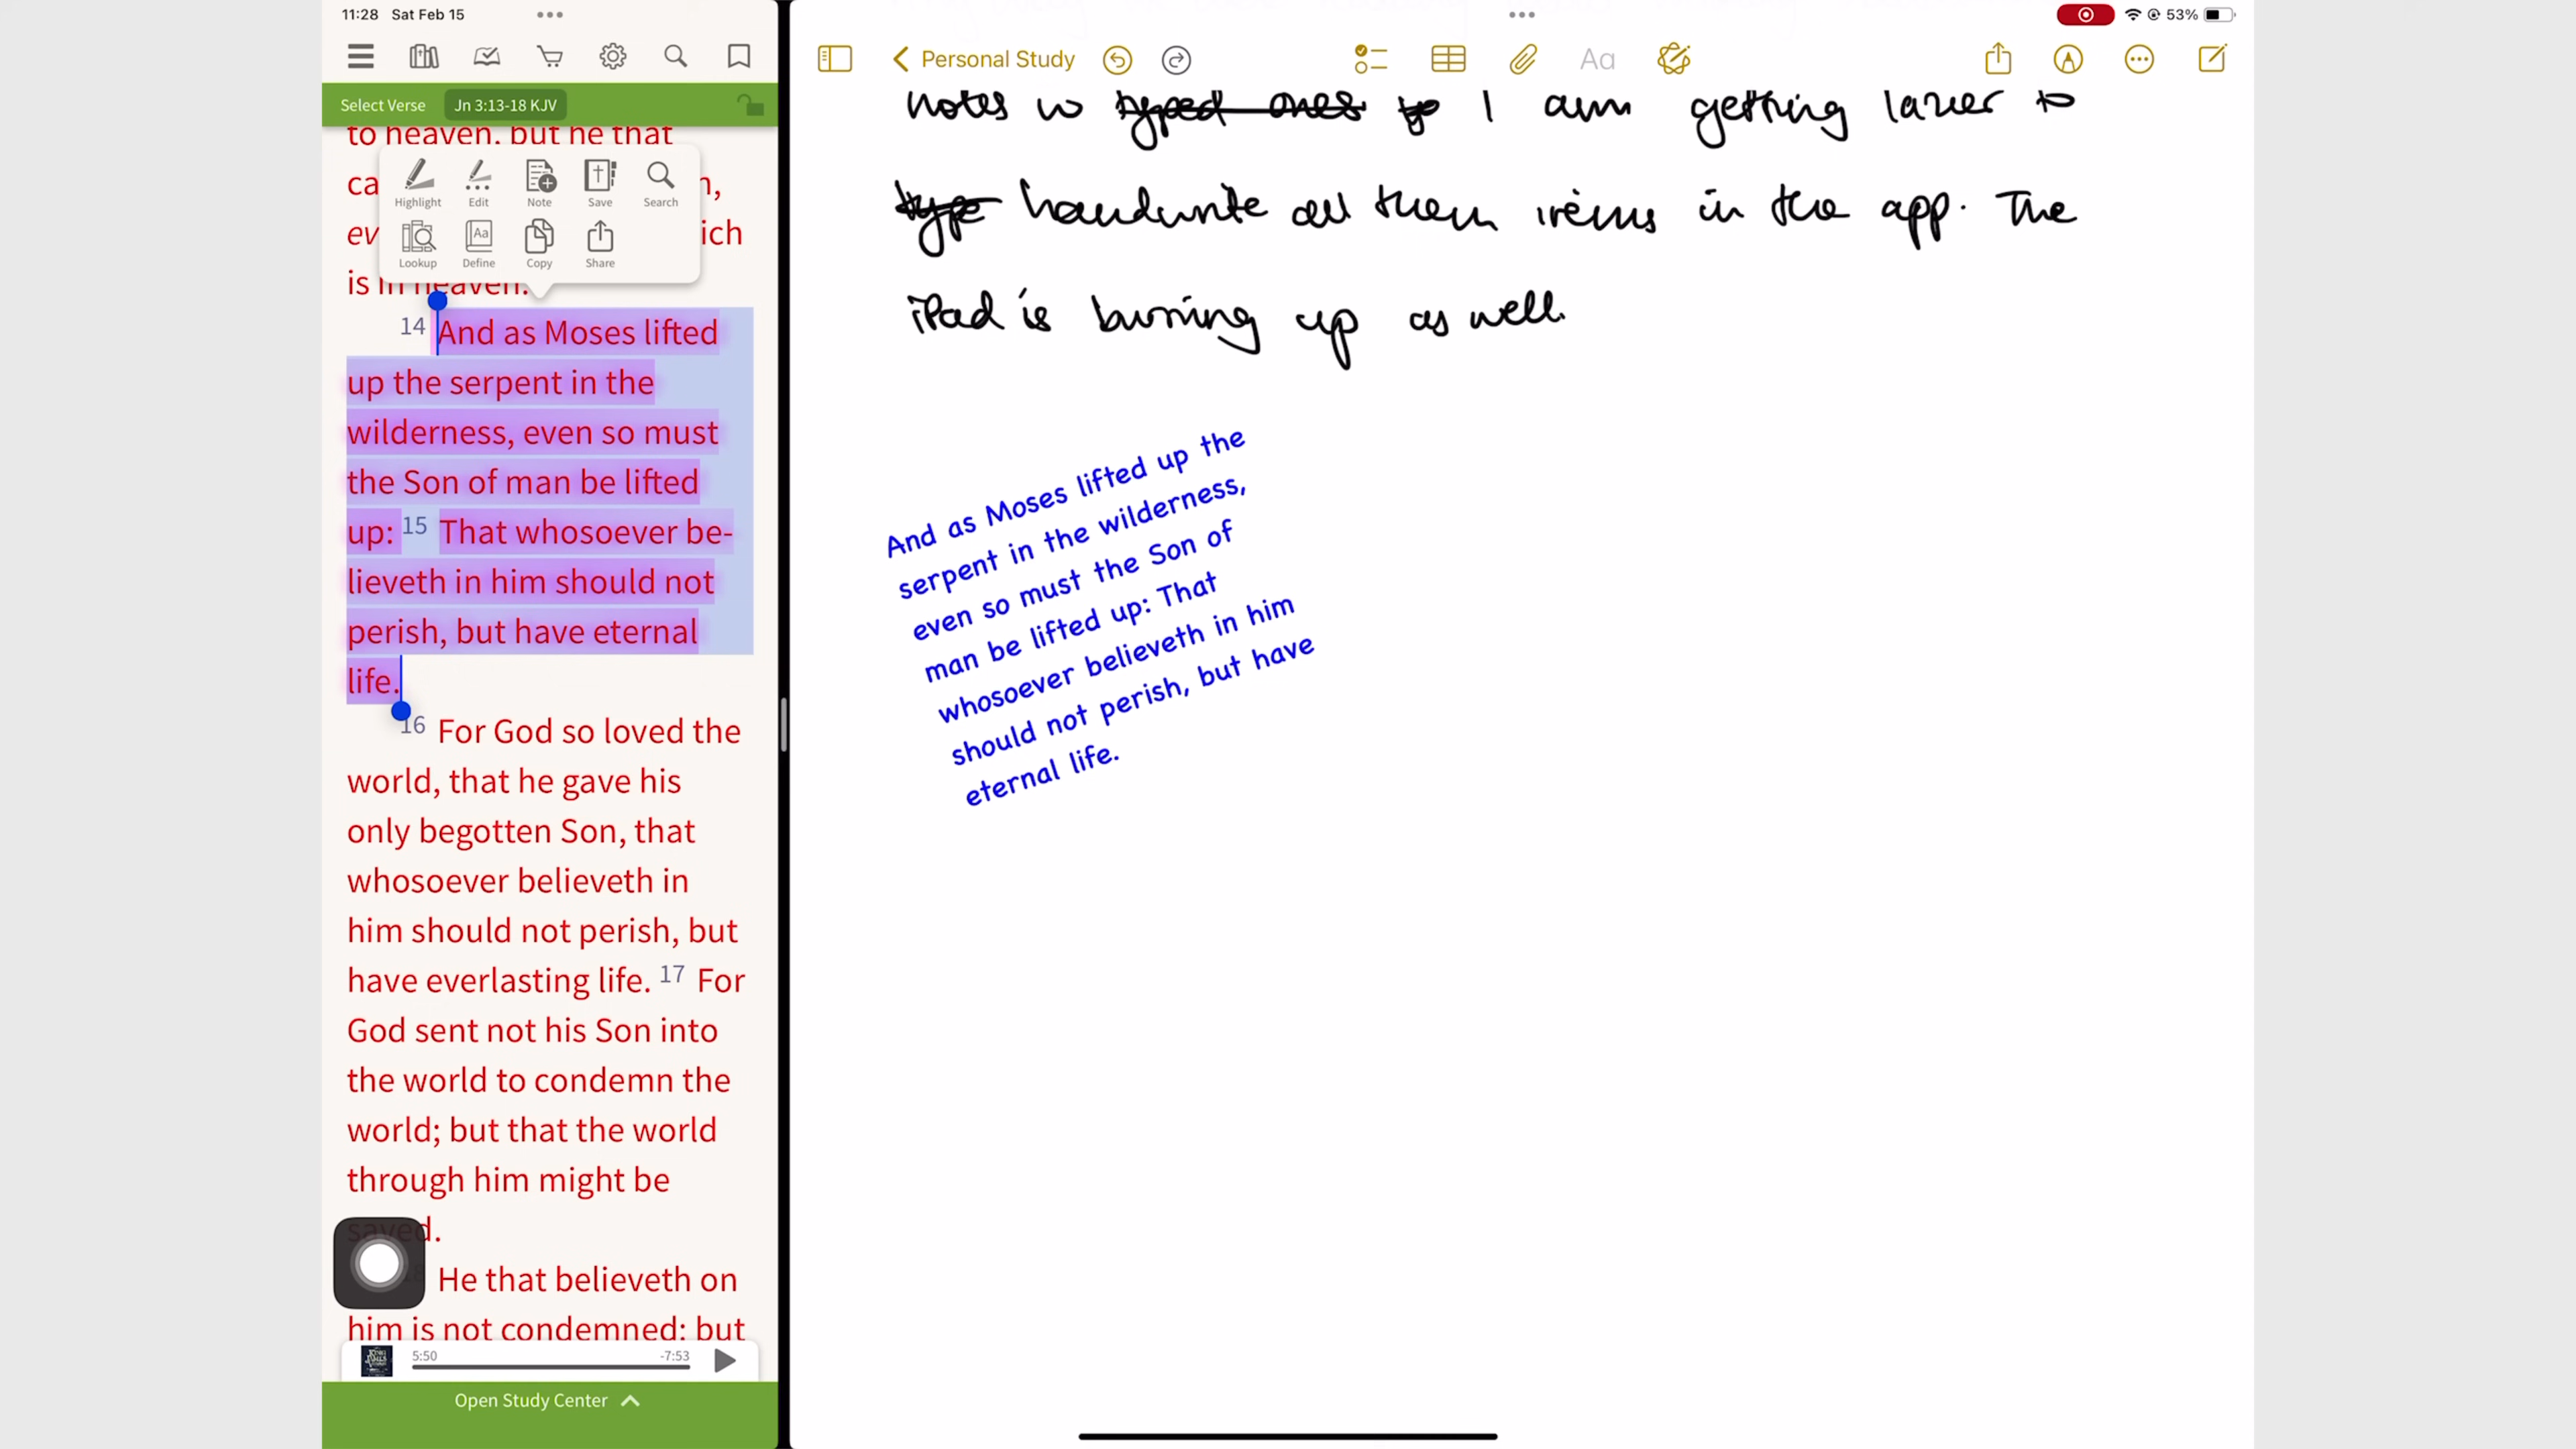 11:28 Sat Feb 15
Select Verse Jn 3:13-18 KJV
to heaven, but he that
ca n,
ev ich
is in heaven.
Highlight Edit Note Save Search
Lookup Define Copy Share
14 And as Moses lifted
up the serpent in the
wilderness, even so must
the Son of man be lifted
up: 15 That whosoever be-
lieveth in him should not
perish, but have eternal
life.
16 For God so loved the
world, that he gave his
only begotten Son, that
whosoever believeth in
him should not perish, but
have everlasting life. 17 For
God sent not his Son into
the world to condemn the
world; but that the world
through him might be
saved.
He that believeth on
him is not condemned: but
5:50 -7:53
Open Study Center
53%
Personal Study Aa
notes to typed ones I am getting lazier to
type handwrite all them items in the app. The
iPad is burning up as well.
And as Moses lifted up the
serpent in the wilderness,
even so must the Son of
man be lifted up: That
whosoever believeth in him
should not perish, but have
eternal life.